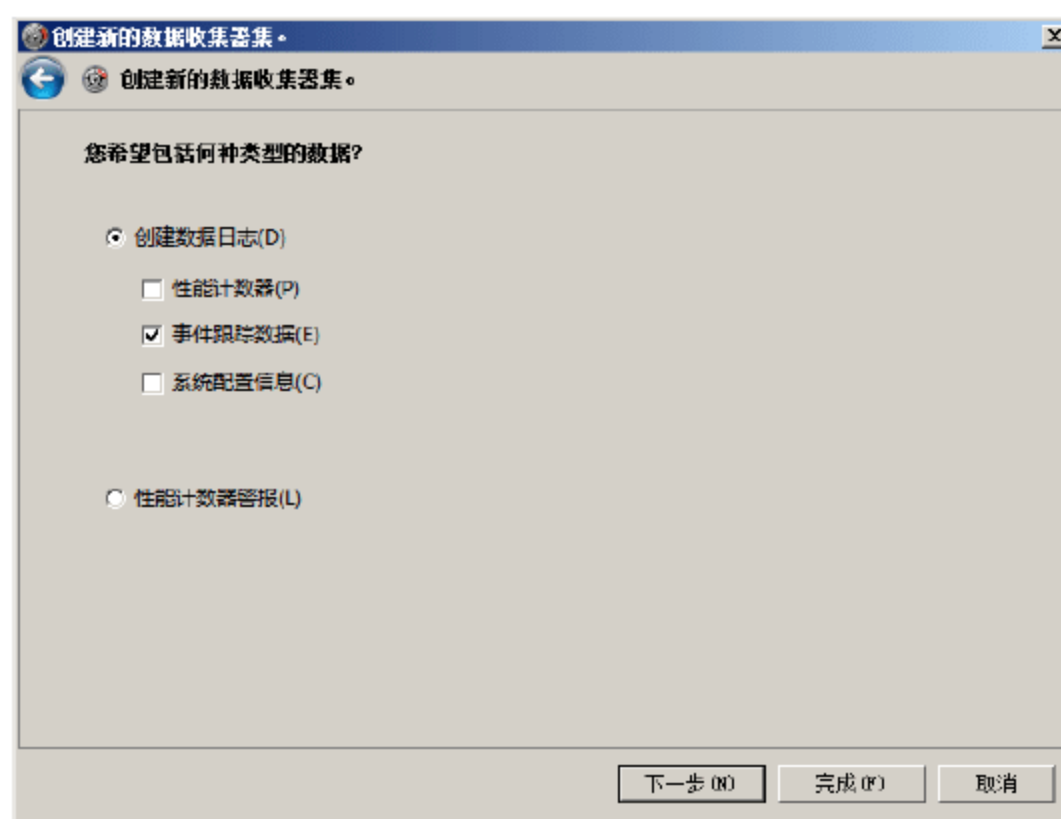 创建新的数据收集器集。
创建新的数据收集器集。
您希望包括何种类型的数据?
创建数据日志(D)
性能计数器(P)
事件跟踪数据(E)
系统配置信息(C)
性能计数器警报(L)
下一步(N) 完成(F) 取消